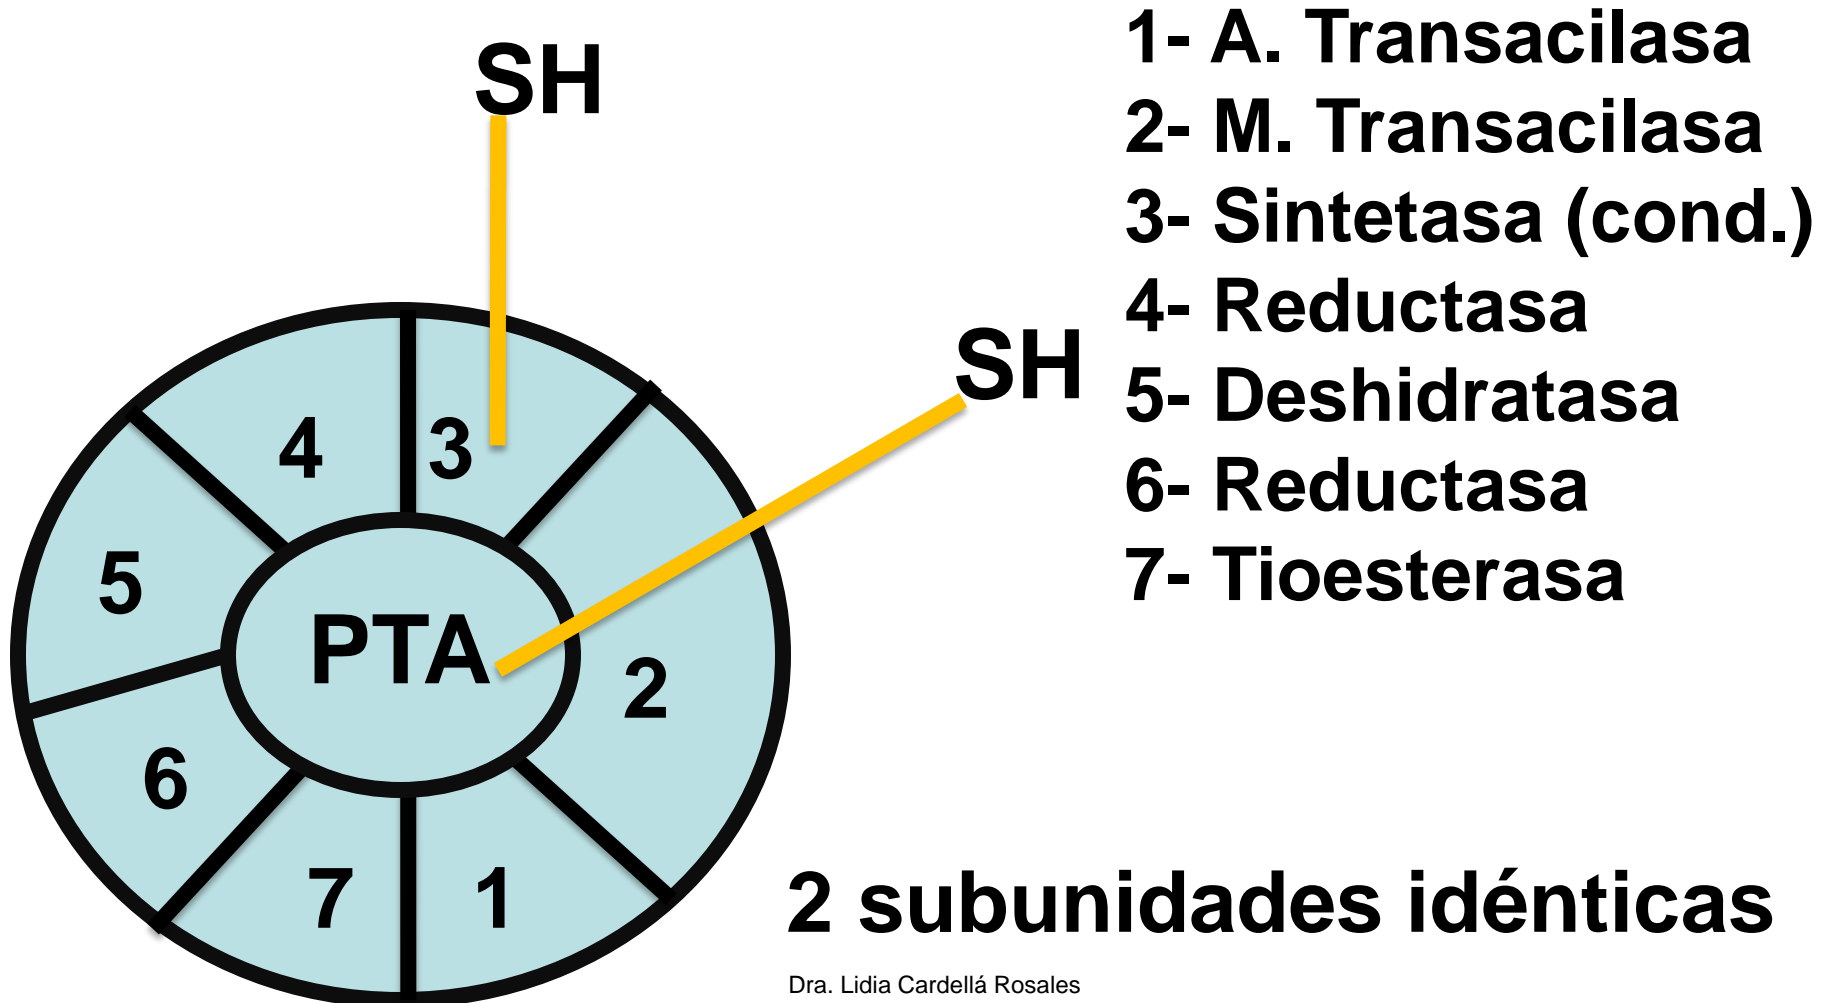 SH
SH
4
3
5
PTA
2
6
7
1
1- A. Transacilasa
2- M. Transacilasa
3- Sintetasa (cond.)
4- Reductasa
5- Deshidratasa
6- Reductasa
7- Tioesterasa
2 subunidades idénticas
Dra. Lidia Cardellá Rosales